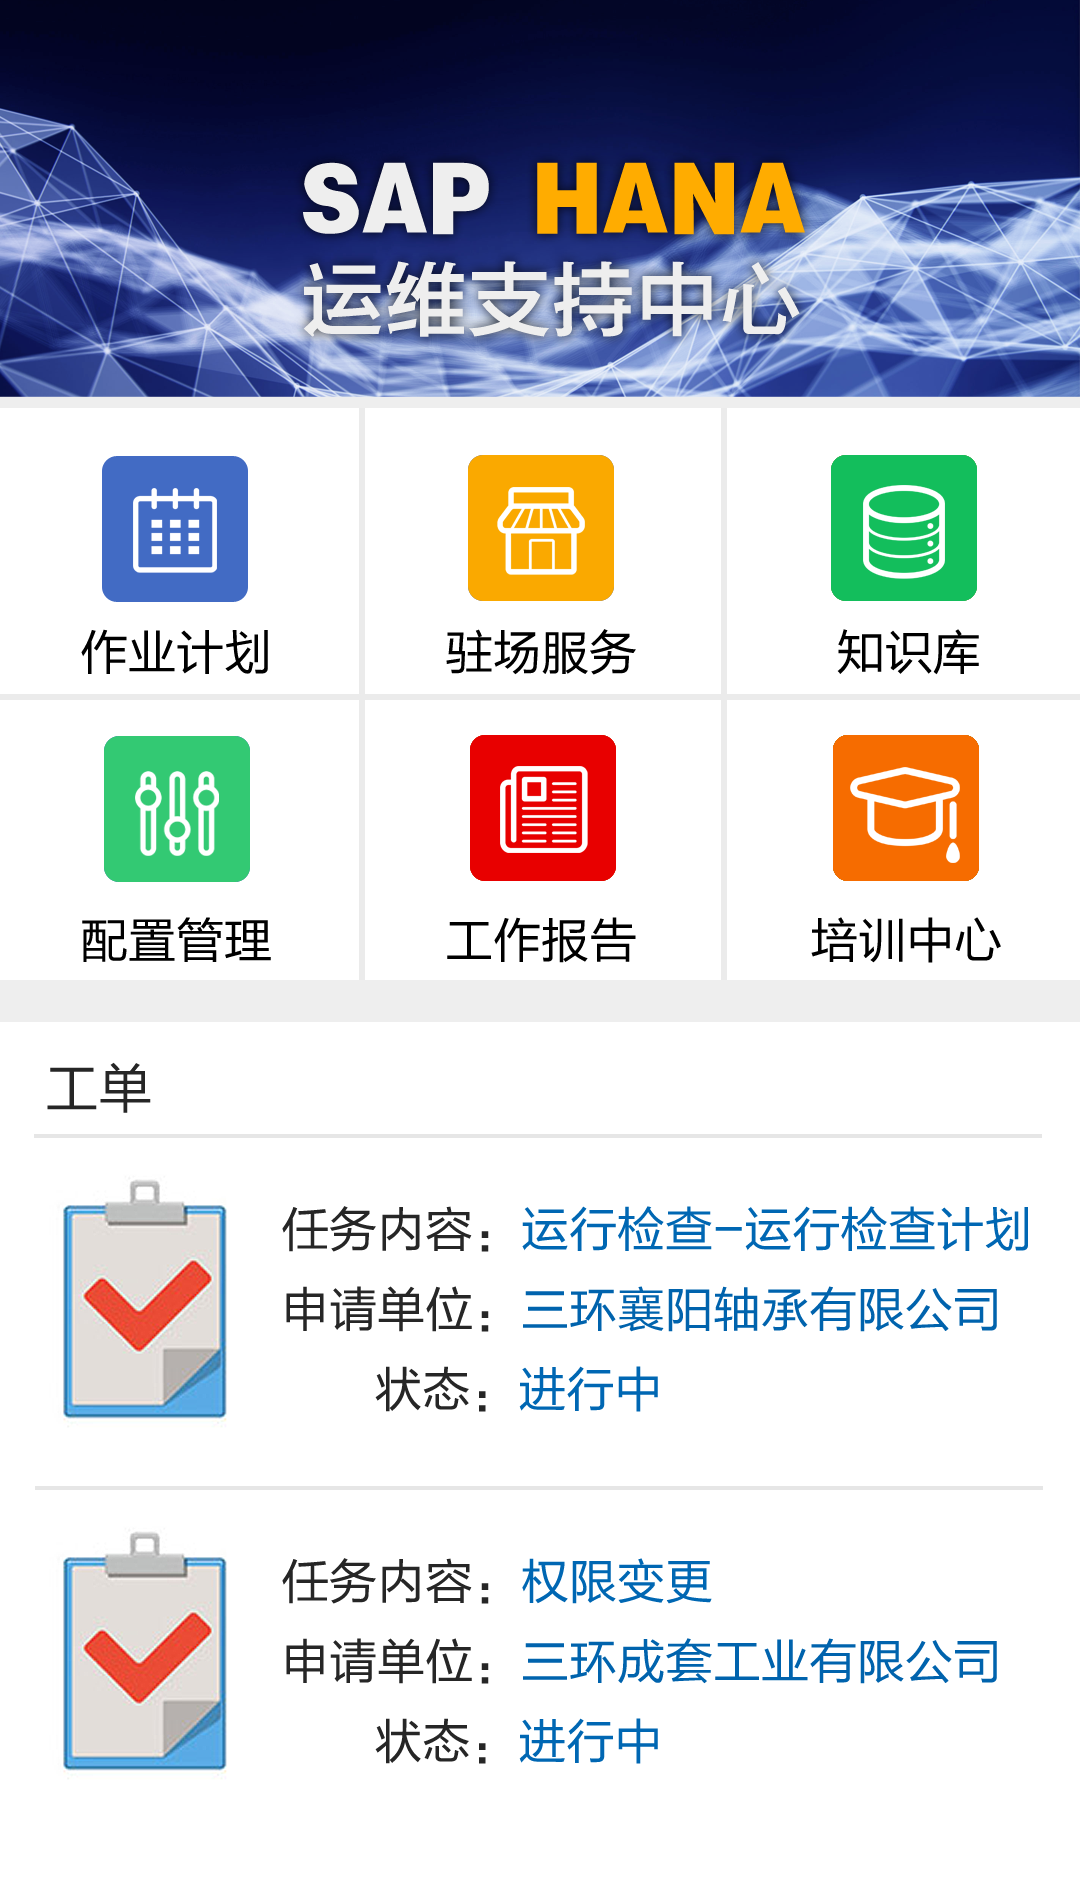 SAP HANA
运维支持中心
作业计划 驻场服务 知识库
配置管理 工作报告 培训中心
工单
任务内容：运行检查-运行检查计划
申请单位：三环襄阳轴承有限公司
状态：进行中
任务内容：权限变更
申请单位：三环成套工业有限公司
状态：进行中